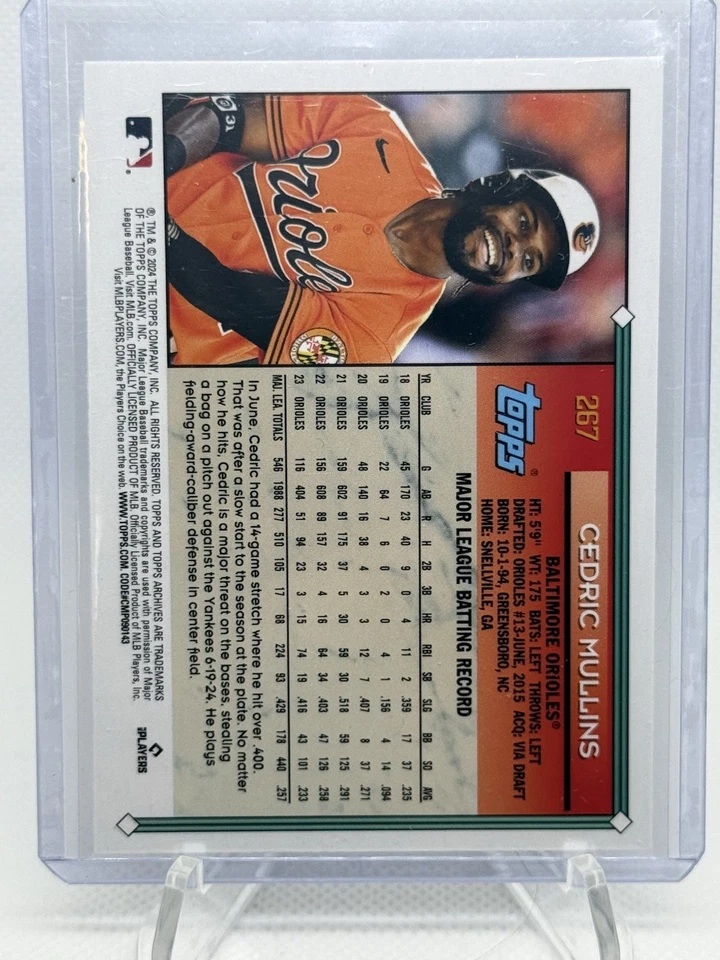 267
CEDRIC MULLINS
topps®
BALTIMORE ORIOLES®
HT: 5'9" WT: 175 BATS: LEFT THROWS: LEFT
DRAFTED: ORIOLES #13-JUNE, 2015 ACQ: VIA DRAFT
BORN: 10-1-94, GREENSBORO, NC
HOME: SNELLVILLE, GA
MAJOR LEAGUE BATTING RECORD
YR CLUB G AB R H 2B 3B HR RBI SB SLG BB SO AVG
18 ORIOLES 45 170 23 40 9 0 4 11 2 .359 17 37 .235
19 ORIOLES 22 64 7 6 0 2 0 4 1 .156 4 14 .094
20 ORIOLES 48 140 16 38 4 3 3 12 7 .407 8 37 .271
21 ORIOLES 159 602 91 175 37 5 30 59 30 .518 59 125 .291
22 ORIOLES 156 608 89 157 32 4 16 64 34 .403 47 126 .258
23 ORIOLES 116 404 51 94 23 3 15 74 19 .416 43 101 .233
MAJ. LEA. TOTALS 546 1988 277 510 105 17 68 224 93 .429 178 440 .257
In June, Cedric had a 14-game stretch where he hit over .400.
That was after a slow start to the season at the plate. No matter
how he hits, Cedric is a major threat on the bases, stealing
a bag on a pitch out against the Yankees 6-19-24. He plays
fielding-award-caliber defense in center field.
Oriole
31
®, TM & © 2024 THE TOPPS COMPANY, INC. ALL RIGHTS RESERVED. TOPPS AND TOPPS ARCHIVES ARE TRADEMARKS
OF THE TOPPS COMPANY, INC. Major League Baseball trademarks and copyrights are used with permission of Major
League Baseball. Visit MLB.com. OFFICIALLY LICENSED PRODUCT OF MLB. Officially Licensed Product of MLB Players, Inc.
Visit MLBPLAYERS.COM, the Players Choice on the web. WWW.TOPPS.COM. CODE#CMP090143
PLAYERS